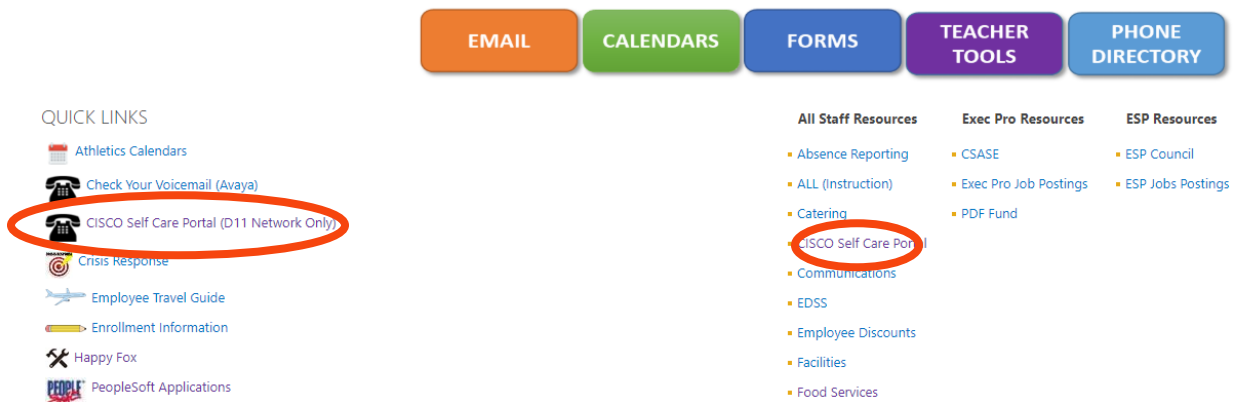 EMAIL
CALENDARS
FORMS
TEACHER
TOOLS
PHONE
DIRECTORY
QUICK LINKS
Athletics Calendars
Check Your Voicemail (Avaya)
CISCO Self Care Portal (D11 Network Only)
Crisis Response
Employee Travel Guide
Enrollment Information
Happy Fox
PEOPLE PeopleSoft Applications
All Staff Resources
Absence Reporting
ALL (Instruction)
Catering
CISCO Self Care Portal
Communications
EDSS
Employee Discounts
Facilities
Food Services
Exec Pro Resources
CSASE
Exec Pro Job Postings
PDF Fund
ESP Resources
ESP Council
ESP Jobs Postings